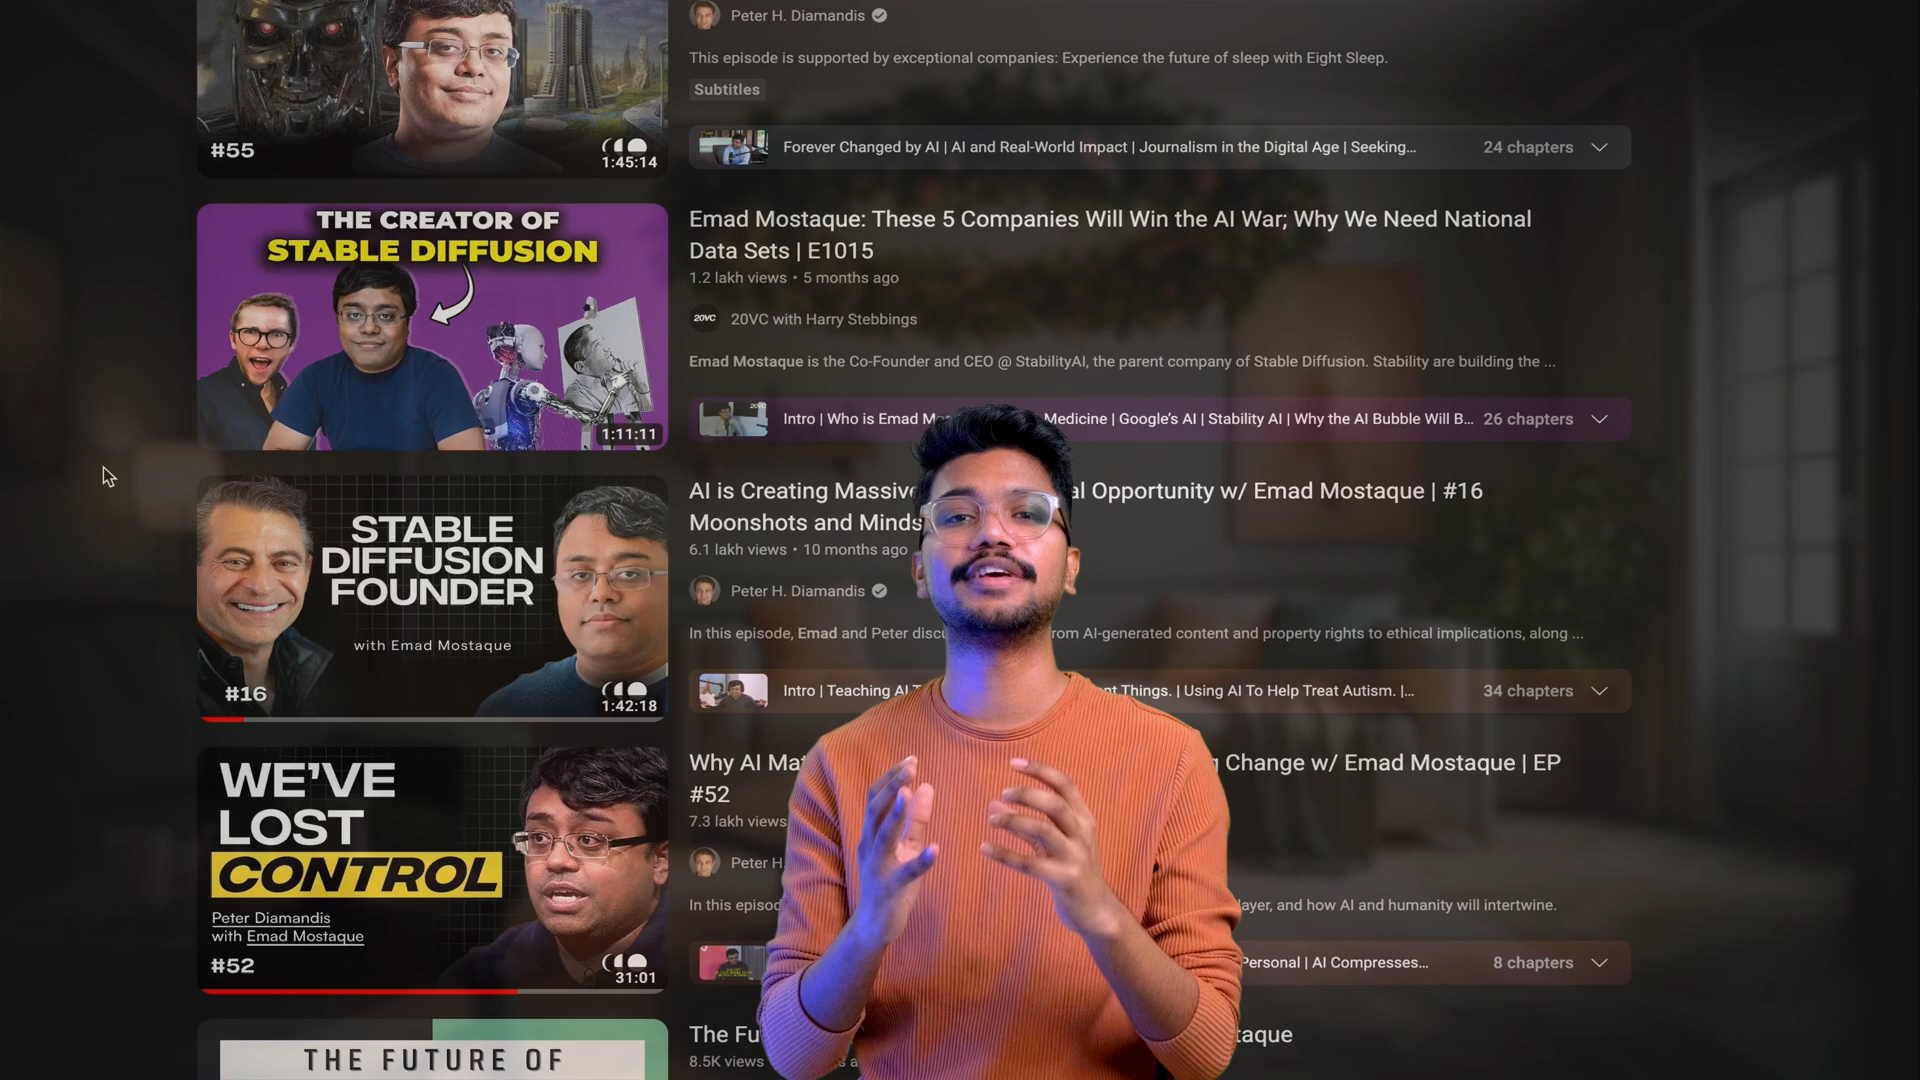 Peter H. Diamandis
This episode is supported by exceptional companies: Experience the future of sleep with Eight Sleep.
Subtitles
#55
1:45:14
Forever Changed by AI | AI and Real-World Impact | Journalism in the Digital Age | Seeking...
24 chapters
THE CREATOR OF
STABLE DIFFUSION
1:11:11
Emad Mostaque: These 5 Companies Will Win the AI War; Why We Need National
Data Sets | E1015
1.2 lakh views • 5 months ago
20VC
20VC with Harry Stebbings
Emad Mostaque is the Co-Founder and CEO @ StabilityAI, the parent company of Stable Diffusion. Stability are building the ...
Intro | Who is Emad Medicine | Google's AI | Stability AI | Why the AI Bubble Will B...
26 chapters
STABLE
DIFFUSION
FOUNDER
with Emad Mostaque
#16
1:42:18
AI is Creating Massive Opportunity w/ Emad Mostaque | #16
Moonshots and Minds
6.1 lakh views • 10 months ago
Peter H. Diamandis
In this episode, Emad and Peter AI-generated content and property rights to ethical implications, along ...
Intro | Teaching AI Things. | Using AI To Help Treat Autism. |...
34 chapters
WE'VE
LOST
CONTROL
Peter Diamandis
with Emad Mostaque
#52
31:01
Why AI Change w/ Emad Mostaque | EP
#52
7.3 lakh views
Peter H.
In this episode and how AI and humanity will intertwine.
Personal | AI Compresses...
8 chapters
THE FUTURE OF
The
8.5K views